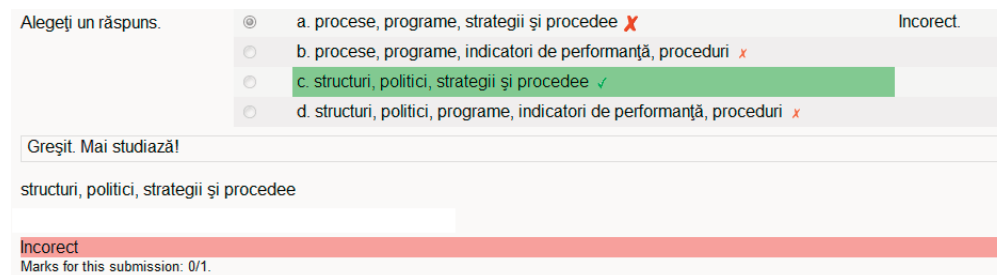 Alegeţi un răspuns.
a. procese, programe, strategii şi procedee ✗ Incorect.
b. procese, programe, indicatori de performanţă, proceduri ✗
c. structuri, politici, strategii şi procedee ✓
d. structuri, politici, programe, indicatori de performanţă, proceduri ✗
Greşit. Mai studiază!
structuri, politici, strategii şi procedee
Incorect
Marks for this submission: 0/1.